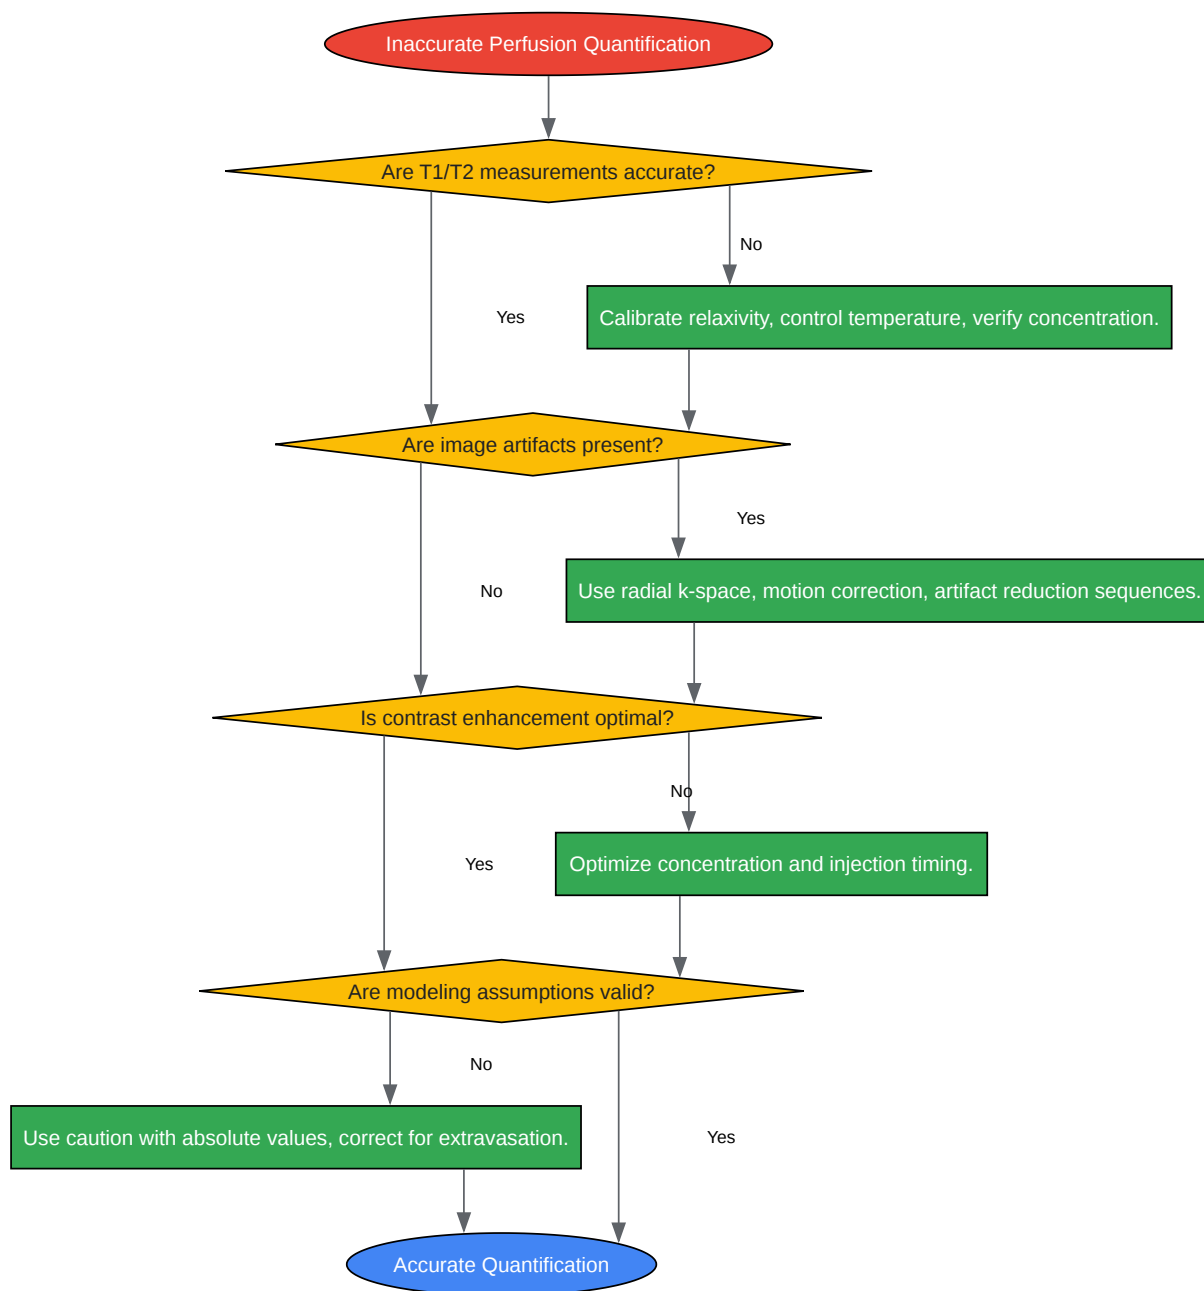 Inaccurate Perfusion Quantification
Are T1/T2 measurements accurate?
No
Calibrate relaxivity, control temperature, verify concentration.
Yes
Are image artifacts present?
Yes
Use radial k-space, motion correction, artifact reduction sequences.
No
Is contrast enhancement optimal?
No
Optimize concentration and injection timing.
Yes
Are modeling assumptions valid?
No
Use caution with absolute values, correct for extravasation.
Yes
Accurate Quantification